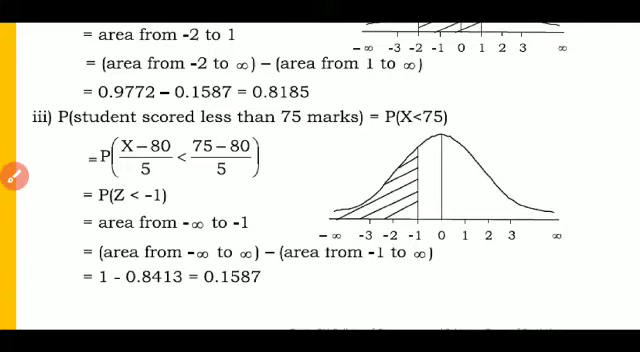 = area from -2 to 1
= (area from -2 to ∞) – (area from 1 to ∞)
-∞ -3 -2 -1 0 1 2 3 ∞
= 0.9772 – 0.1587 = 0.8185
iii) P(student scored less than 75 marks) = P(X<75)
= P( (X – 80)/5 < (75 – 80)/5 )
= P(Z < -1)
= area from -∞ to -1
-∞ -3 -2 -1 0 1 2 3 ∞
= (area from -∞ to ∞) – (area from -1 to ∞)
= 1 - 0.8413 = 0.1587